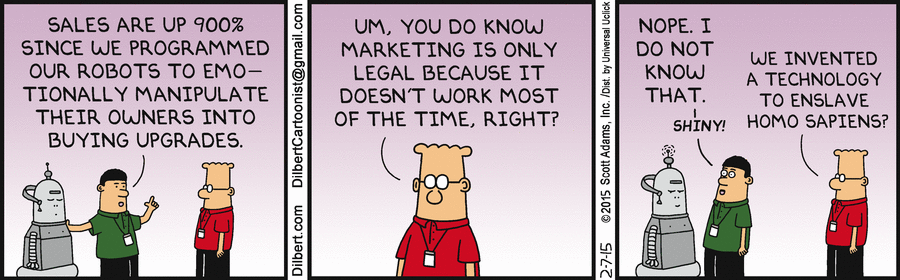 SALES ARE UP 900%
SINCE WE PROGRAMMED
OUR ROBOTS TO EMO-
TIONALLY MANIPULATE
THEIR OWNERS INTO
BUYING UPGRADES.
Dilbert.com DilbertCartoonist@gmail.com
UM, YOU DO KNOW
MARKETING IS ONLY
LEGAL BECAUSE IT
DOESN'T WORK MOST
OF THE TIME, RIGHT?
2-7-15 © 2015 Scott Adams, Inc. /Dist. by Universal Uclick
NOPE. I
DO NOT
KNOW
THAT.
SHINY!
WE INVENTED
A TECHNOLOGY
TO ENSLAVE
HOMO SAPIENS?